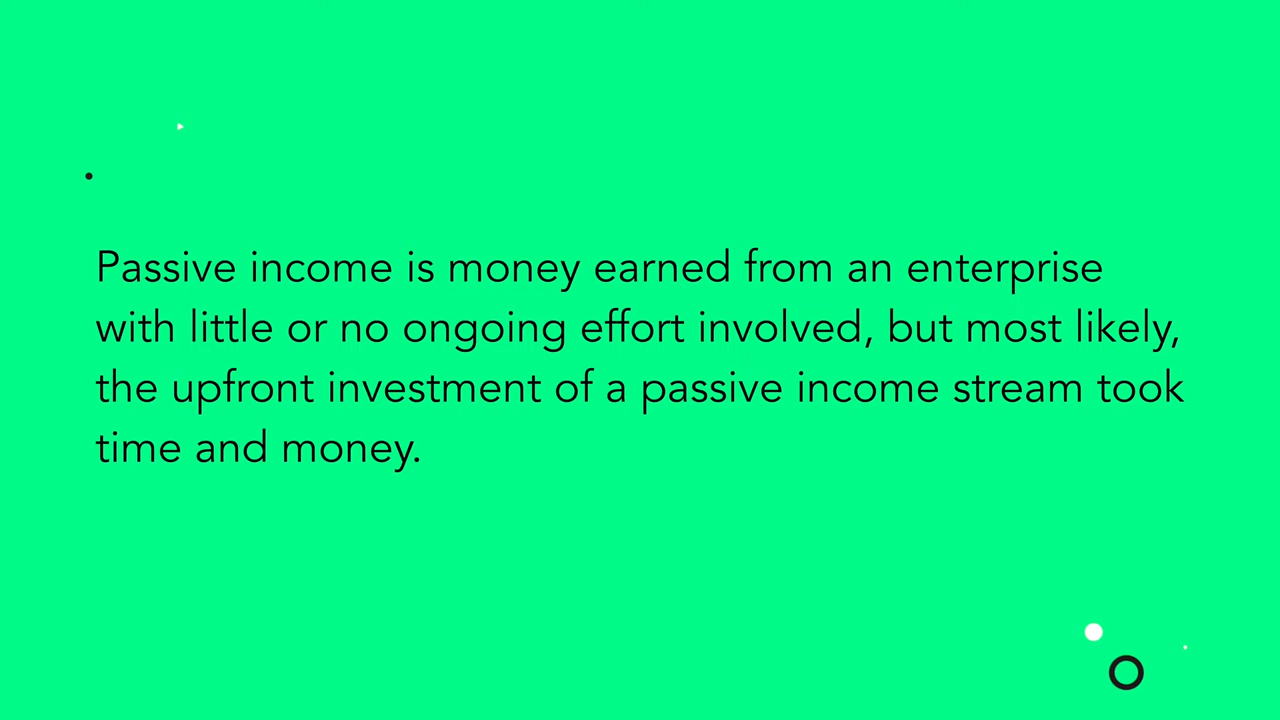 Passive income is money earned from an enterprise
with little or no ongoing effort involved, but most likely,
the upfront investment of a passive income stream took
time and money.